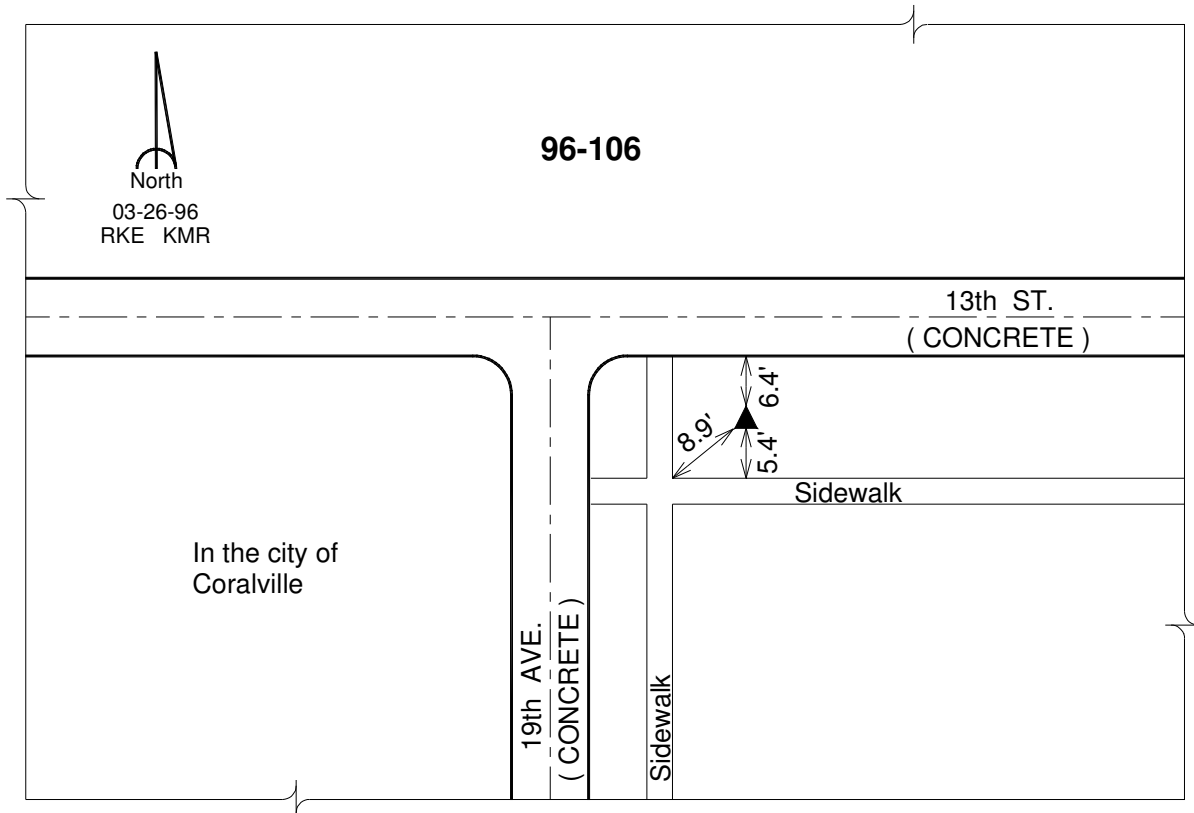 96-106
North
03-26-96
RKE KMR
13th ST.
( CONCRETE )
6.4'
8.9'
5.4'
Sidewalk
In the city of
Coralville
19th AVE.
( CONCRETE )
Sidewalk